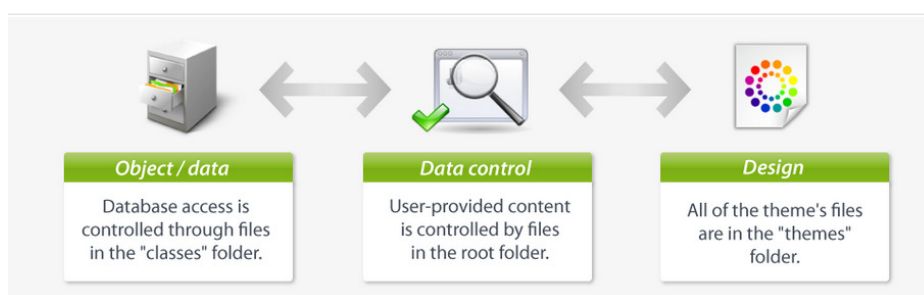 Object / data
Database access is
controlled through files
in the "classes" folder.
Data control
User-provided content
is controlled by files
in the root folder.
Design
All of the theme's files
are in the "themes"
folder.